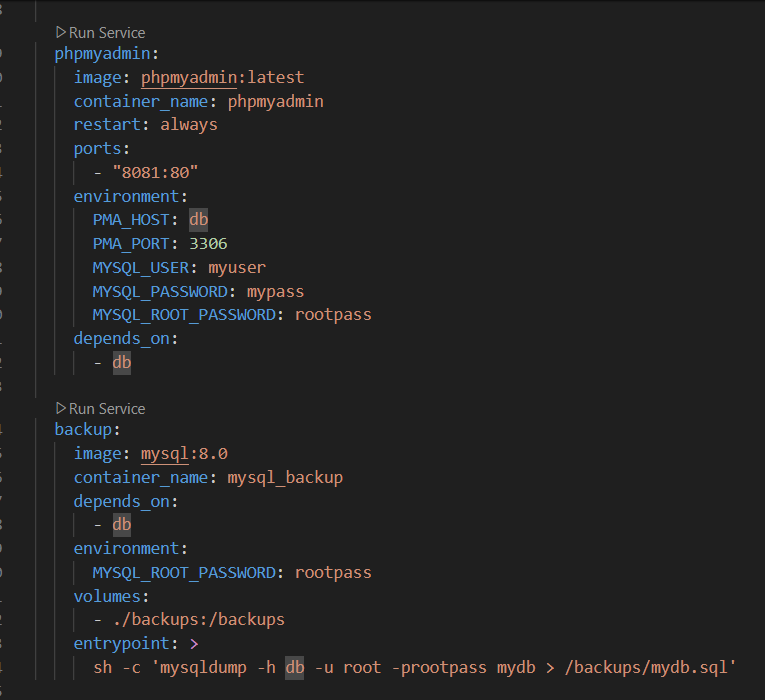 Run Service
phpmyadmin:
image: phpmyadmin:latest
container_name: phpmyadmin
restart: always
ports:
- "8081:80"
environment:
PMA_HOST: db
PMA_PORT: 3306
MYSQL_USER: myuser
MYSQL_PASSWORD: mypass
MYSQL_ROOT_PASSWORD: rootpass
depends_on:
- db
Run Service
backup:
image: mysql:8.0
container_name: mysql_backup
depends_on:
- db
environment:
MYSQL_ROOT_PASSWORD: rootpass
volumes:
- ./backups:/backups
entrypoint: >
sh -c 'mysqldump -h db -u root -prootpass mydb > /backups/mydb.sql'